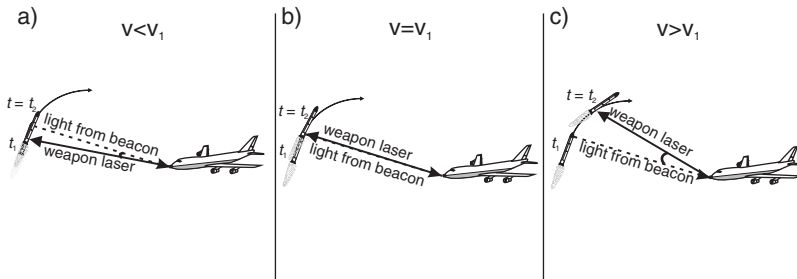 a)
v<v₁
t = t₂
t₁
light from beacon
weapon laser
b)
v=v₁
t = t₂
t₁
weapon laser
light from beacon
c)
v>v₁
t = t₂
t₁
weapon laser
light from beacon